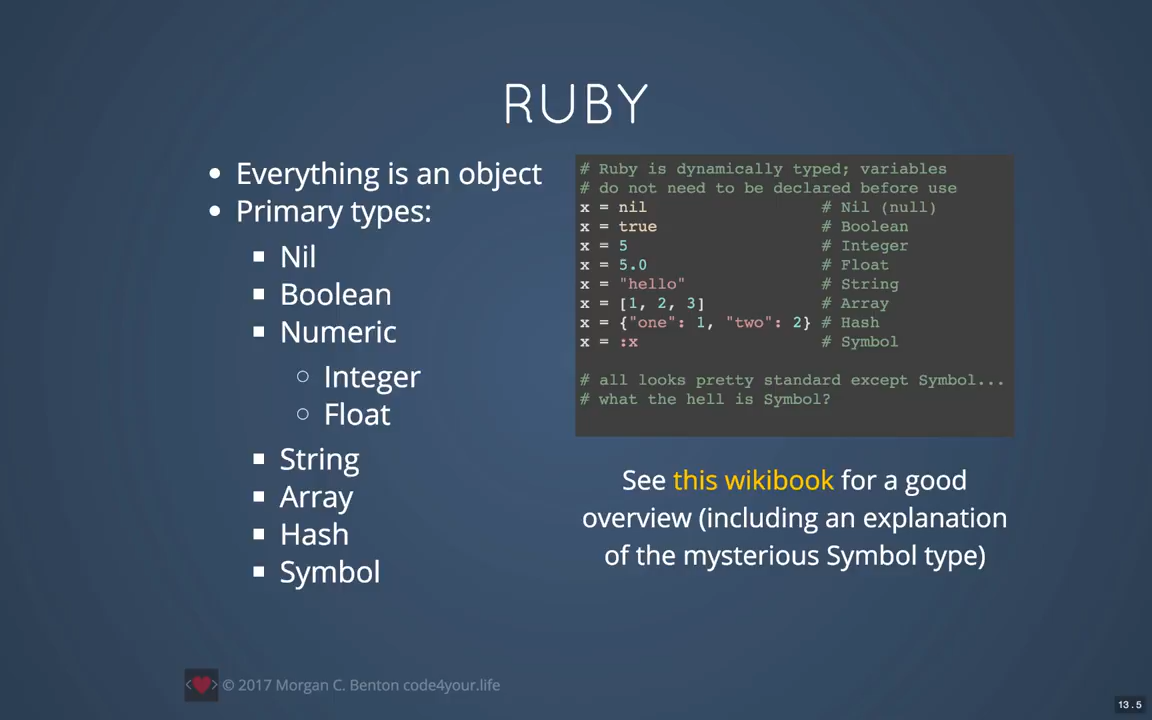 RUBY
Everything is an object
Primary types:
Nil
Boolean
Numeric
Integer
Float
String
Array
Hash
Symbol
# Ruby is dynamically typed; variables
# do not need to be declared before use
x = nil # Nil (null)
x = true # Boolean
x = 5 # Integer
x = 5.0 # Float
x = "hello" # String
x = [1, 2, 3] # Array
x = {"one": 1, "two": 2} # Hash
x = :x # Symbol
# all looks pretty standard except Symbol...
# what the hell is Symbol?
See this wikibook for a good
overview (including an explanation
of the mysterious Symbol type)
© 2017 Morgan C. Benton code4your.life
13.5